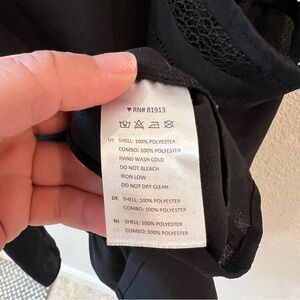 ♥ RN# 81913
US SHELL: 100% POLYESTER
COMBO: 100% POLYESTER
HAND WASH COLD
DO NOT BLEACH
IRON LOW
DO NOT DRY CLEAN
DE SHELL: 100% POLYESTER
COMBO: 100% POLYESTER
NL SHELL: 100% POLYESTER
COMBO: 100% POLYESTER